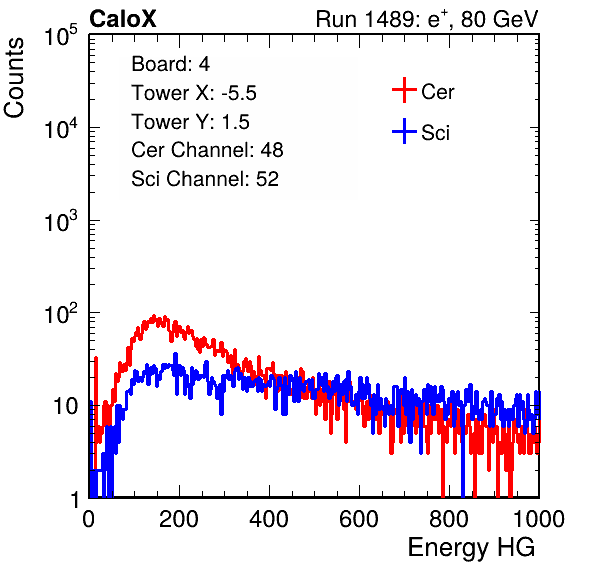 CaloX Run 1489: e⁺, 80 GeV
Counts
10⁵
10⁴
10³
10²
10
1
Board: 4
Tower X: -5.5
Tower Y: 1.5
Cer Channel: 48
Sci Channel: 52
Cer
Sci
0 200 400 600 800 1000
Energy HG